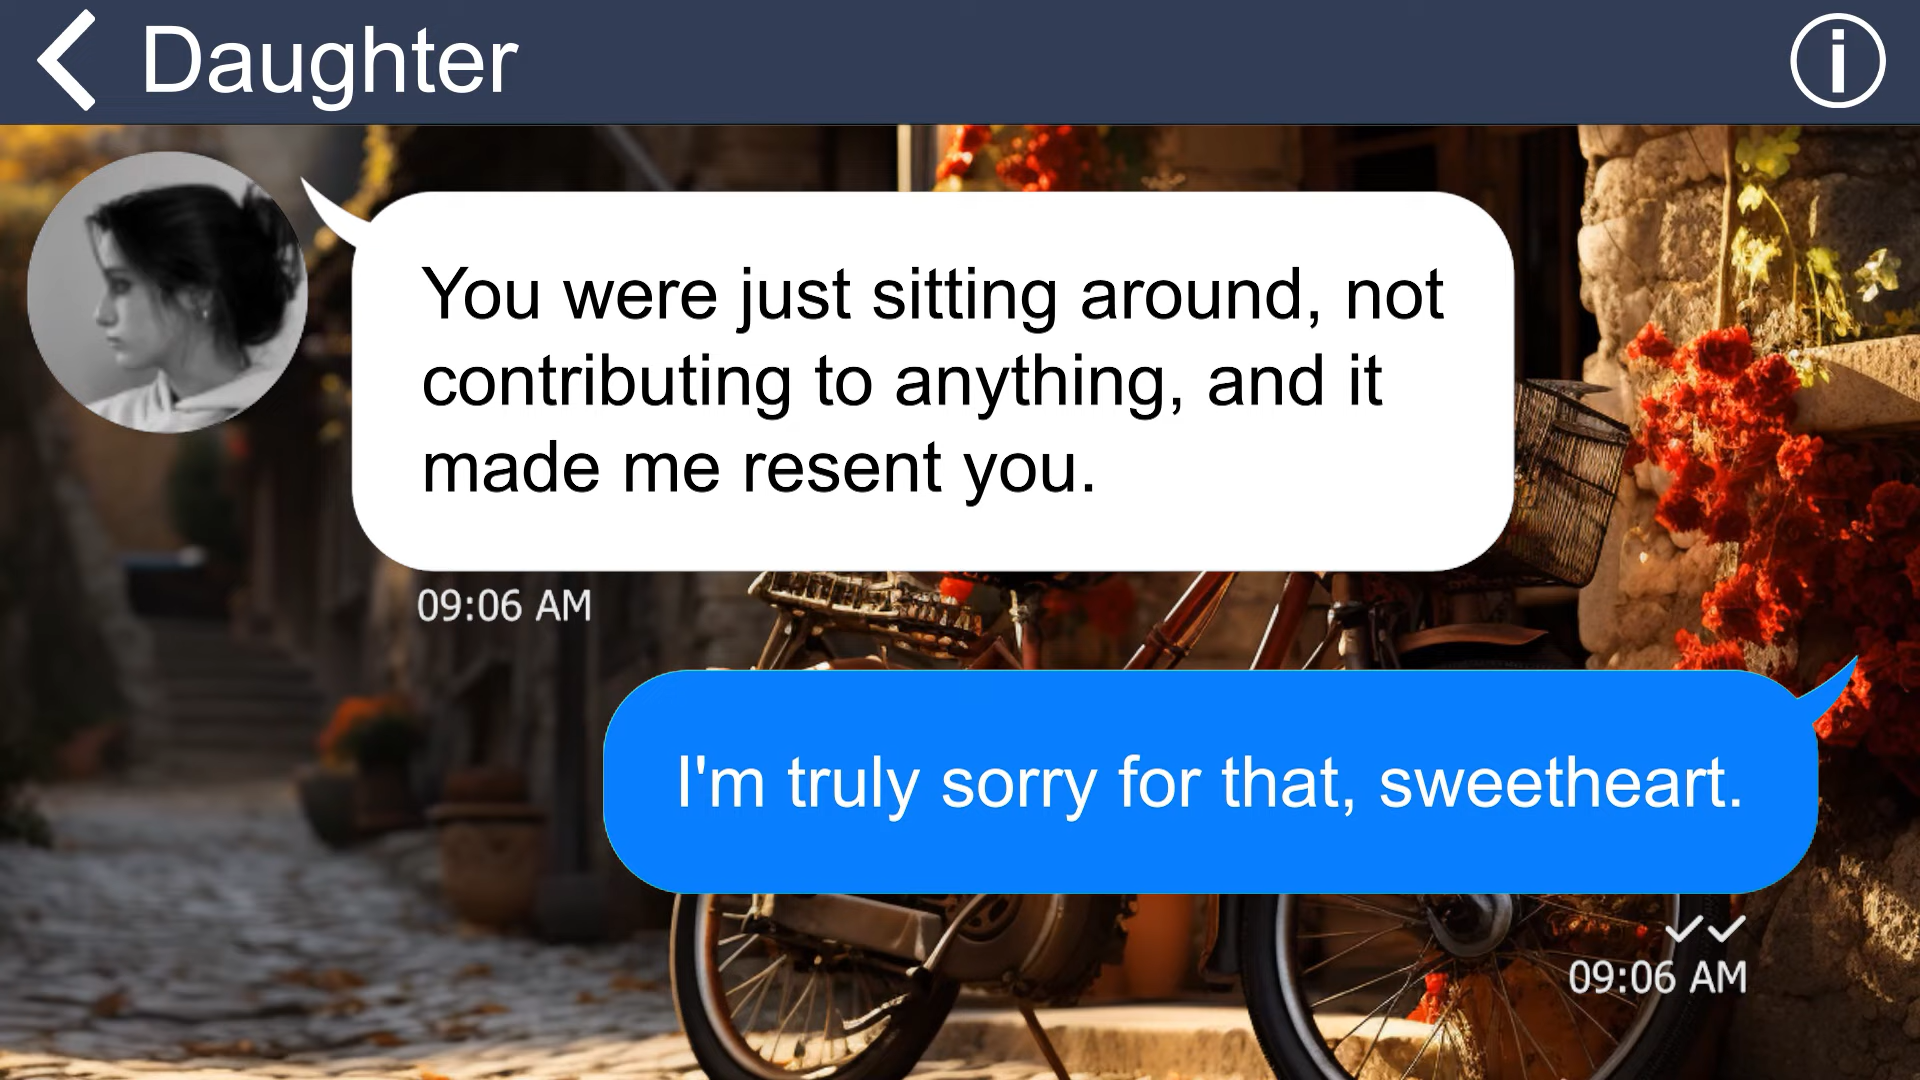 Daughter
You were just sitting around, not
contributing to anything, and it
made me resent you.
09:06 AM
I'm truly sorry for that, sweetheart.
09:06 AM